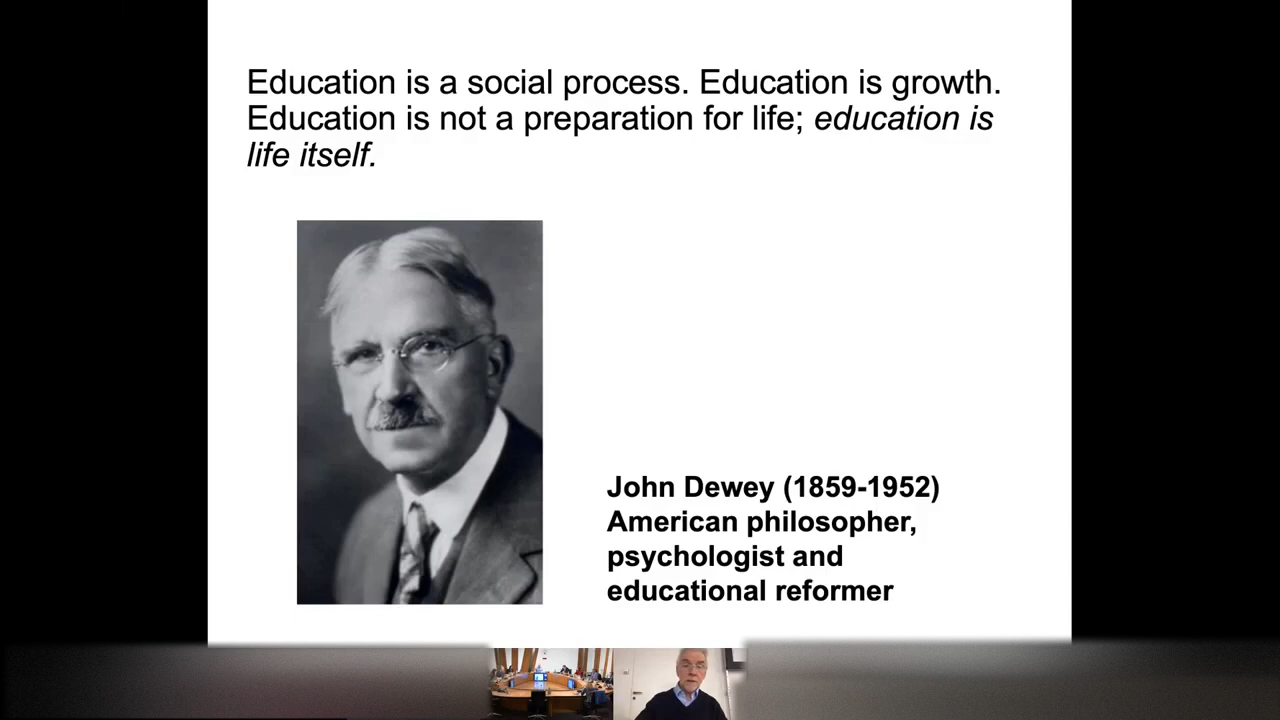 Education is a social process. Education is growth.
Education is not a preparation for life; education is
life itself.
John Dewey (1859-1952)
American philosopher,
psychologist and
educational reformer